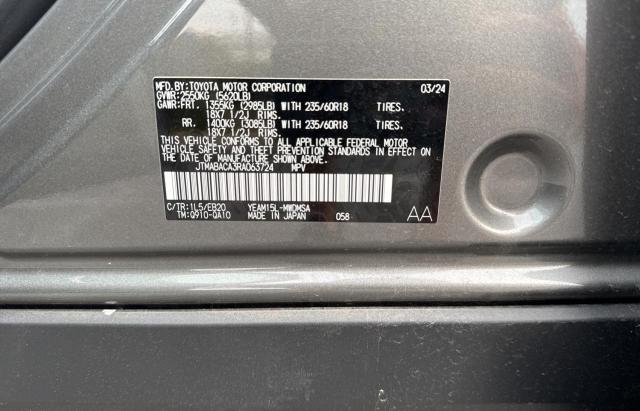 MFD.BY:TOYOTA MOTOR CORPORATION 03/24
GVWR:2550KG (5620LB)
GAWR:FRT. 1355KG (2985LB) WITH 235/60R18 TIRES.
18X7 1/2J RIMS.
RR. 1400KG (3085LB) WITH 235/60R18 TIRES.
18X7 1/2J RIMS.
THIS VEHICLE CONFORMS TO ALL APPLICABLE FEDERAL MOTOR
VEHICLE SAFETY AND BUMPER STANDARDS IN EFFECT ON
THE DATE OF MANUFACTURE SHOWN ABOVE.
JTMABACA3RA063724 MPV
C/TR:1L5/EB20 YEAM15L-MWDMSA
TM:Q910-QA10 MADE IN JAPAN 058 AA